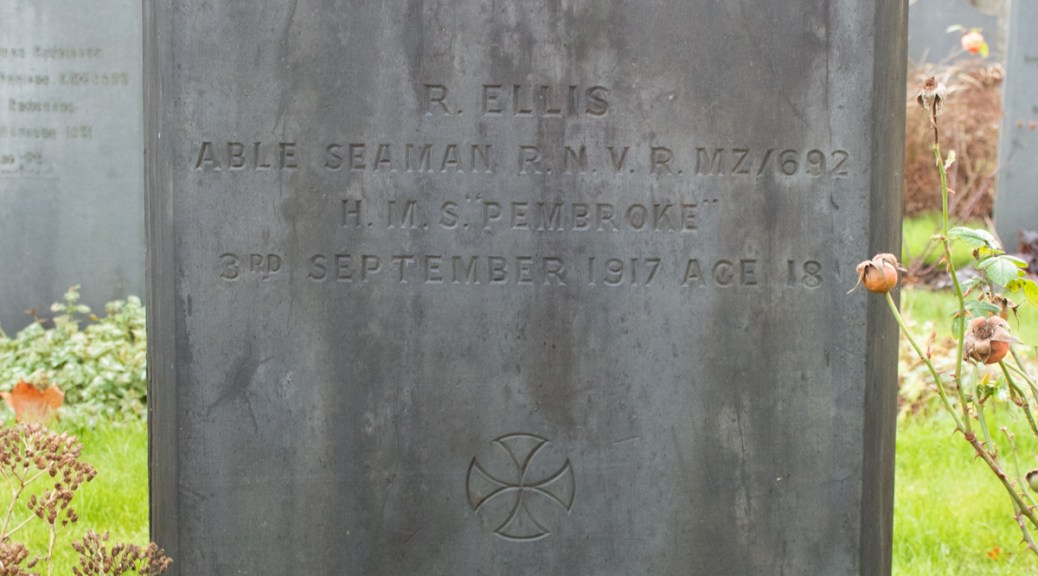 R. ELLIS
ABLE SEAMAN R.N.V.R. MZ/692
H.M.S. "PEMBROKE"
3RD SEPTEMBER 1917 AGE 18